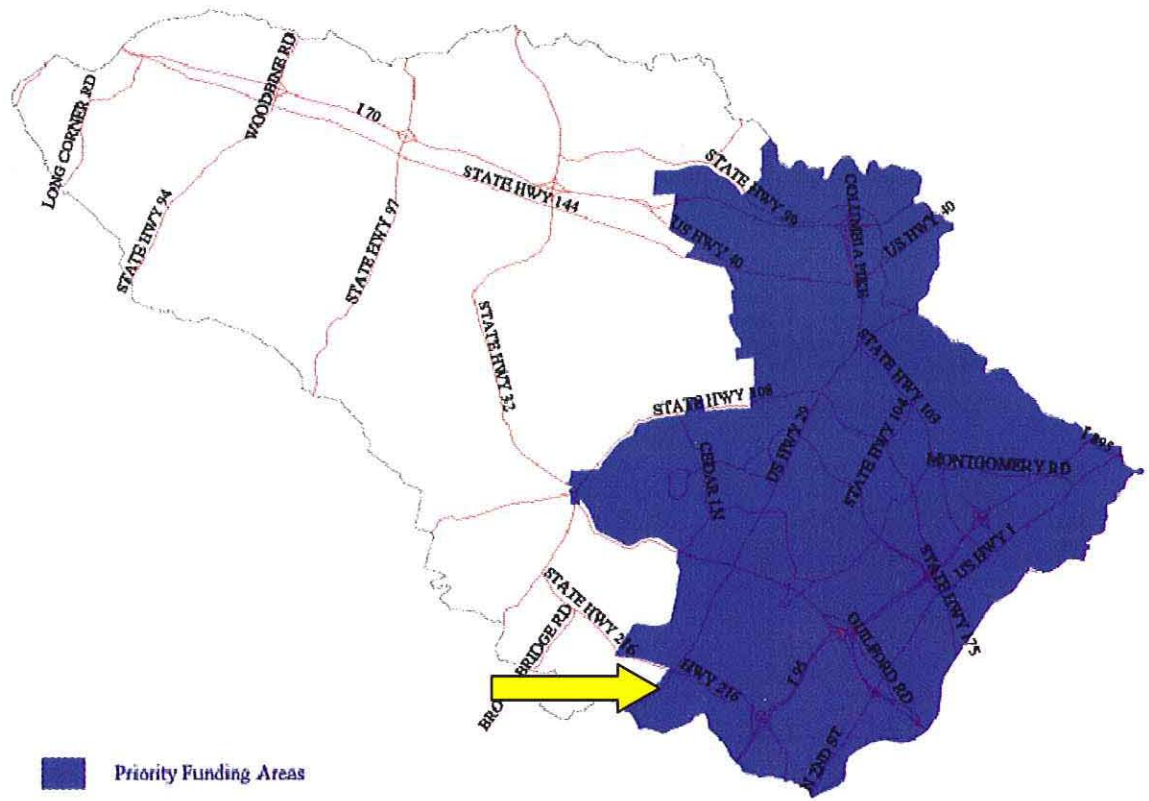 LONG CORNER RD
WOODBINE RD
I 70
STATE HWY 94
STATE HWY 97
STATE HWY 144
STATE HWY 99
COLUMBIA PIKE
US HWY 40
US HWY 40
STATE HWY 32
STATE HWY 108
STATE HWY 103
US HWY 29
STATE HWY 104
I 895
CEDAR LN
MONTGOMERY RD
US HWY 1
STATE HWY 175
STATE HWY 216
BRIDGE RD
HWY 216
I 95
GUILFORD RD
N 2ND ST
Priority Funding Areas